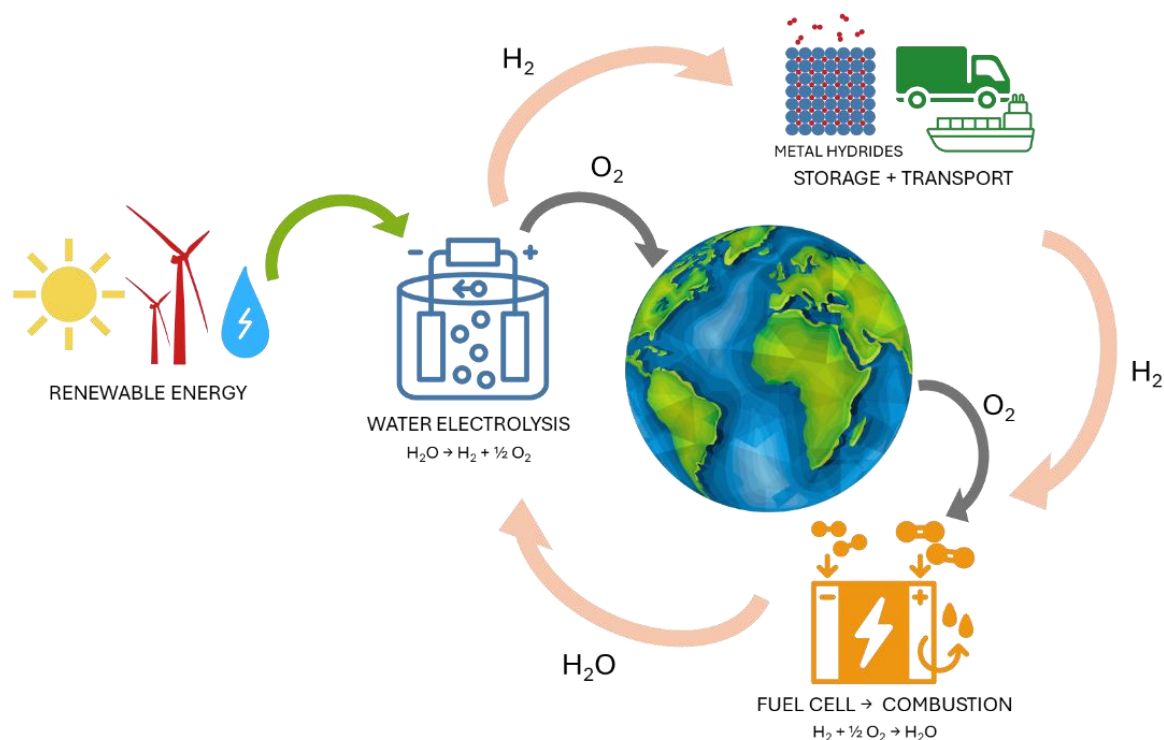 H₂
METAL HYDRIDES
STORAGE + TRANSPORT
O₂
- +
RENEWABLE ENERGY
WATER ELECTROLYSIS
H₂O → H₂ + ½ O₂
H₂
O₂
- +
H₂O
FUEL CELL → COMBUSTION
H₂ + ½ O₂ → H₂O